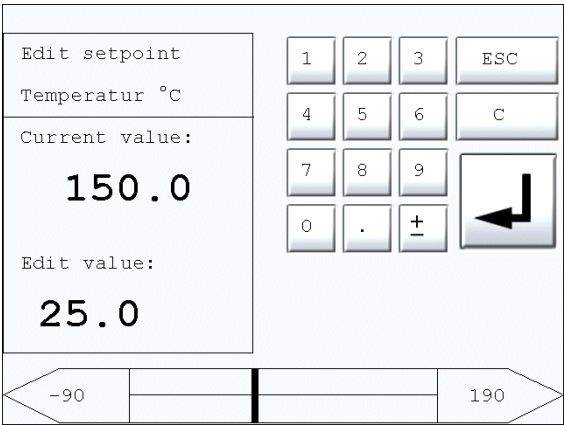 Edit setpoint
Temperatur °C
Current value:
150.0
Edit value:
25.0
1 2 3 ESC
4 5 6 C
7 8 9
0 . ±
-90 190